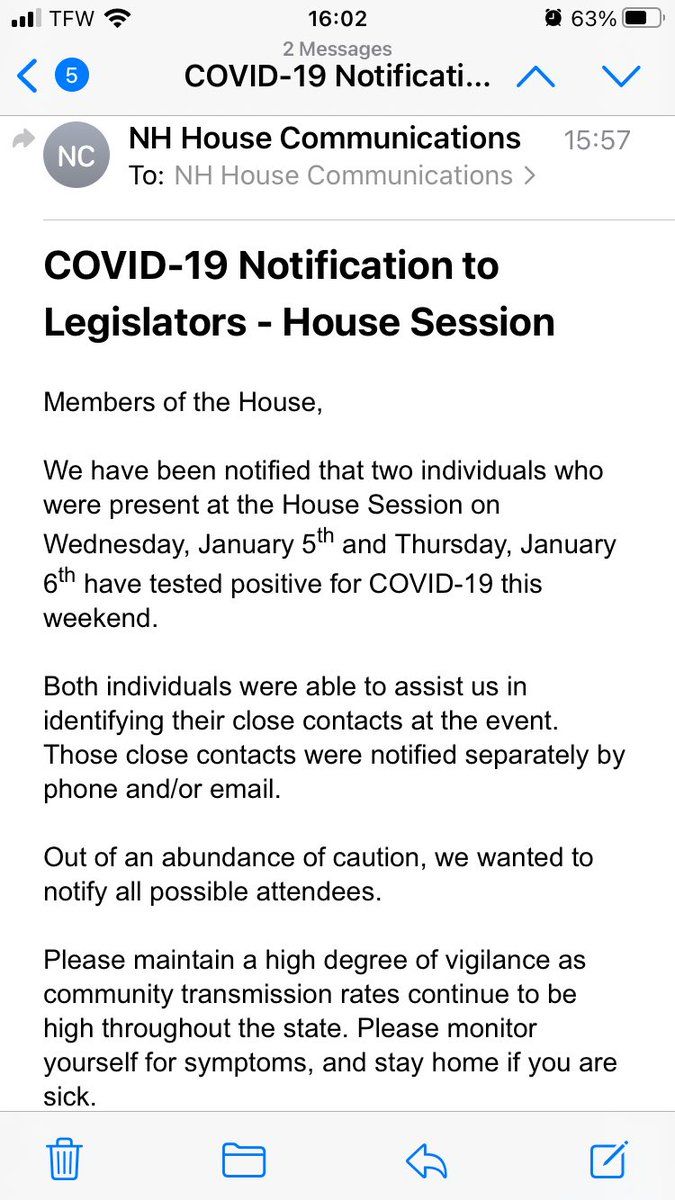 TFW 16:02 63%
2 Messages
5 COVID-19 Notificati...
NC NH House Communications 15:57
To: NH House Communications >
COVID-19 Notification to
Legislators - House Session
Members of the House,
We have been notified that two individuals who
were present at the House Session on
Wednesday, January 5th and Thursday, January
6th have tested positive for COVID-19 this
weekend.
Both individuals were able to assist us in
identifying their close contacts at the event.
Those close contacts were notified separately by
phone and/or email.
Out of an abundance of caution, we wanted to
notify all possible attendees.
Please maintain a high degree of vigilance as
community transmission rates continue to be
high throughout the state. Please monitor
yourself for symptoms, and stay home if you are
sick.